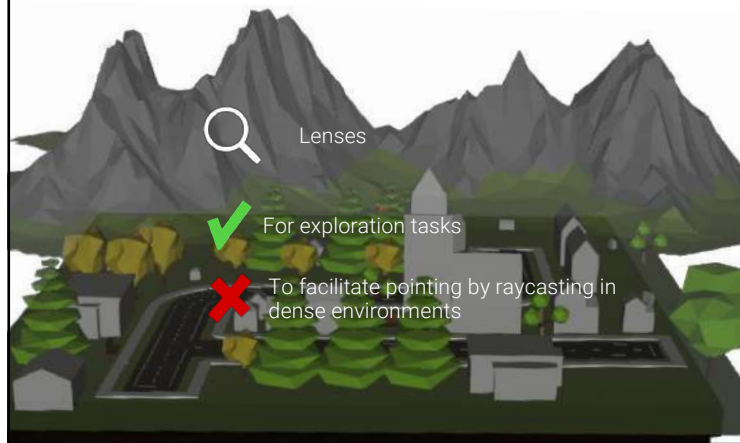 Lenses
For exploration tasks
To facilitate pointing by raycasting in
dense environments